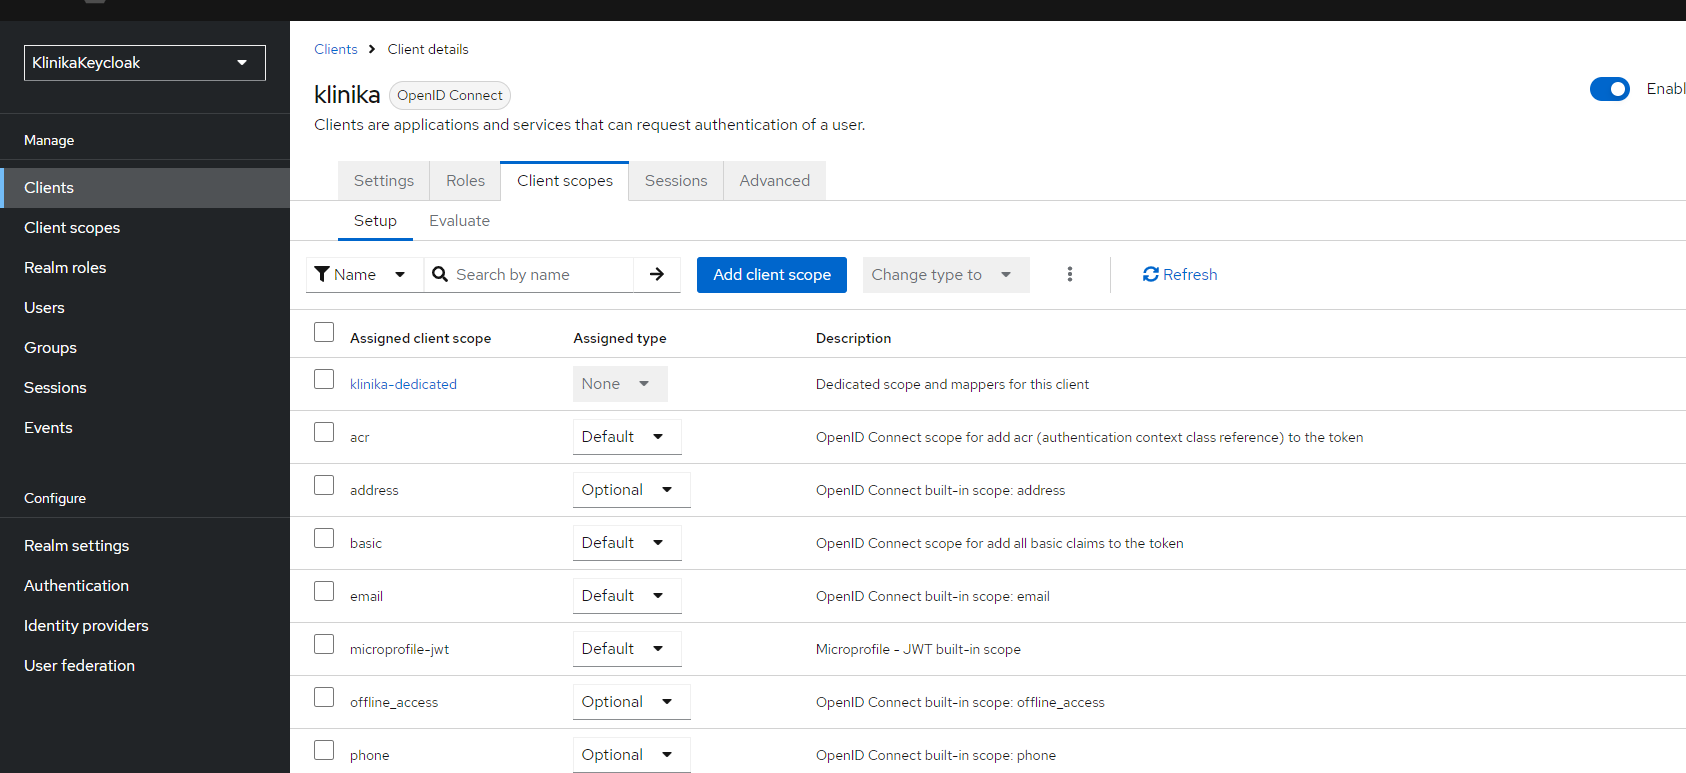 KlinikaKeycloak
Manage
Clients
Client scopes
Realm roles
Users
Groups
Sessions
Events
Configure
Realm settings
Authentication
Identity providers
User federation
Clients Client details
klinika OpenID Connect
Clients are applications and services that can request authentication of a user.
Enabl
Settings Roles Client scopes Sessions Advanced
Setup Evaluate
Name Search by name Add client scope Change type to Refresh
Assigned client scope Assigned type Description
klinika-dedicated None Dedicated scope and mappers for this client
acr Default OpenID Connect scope for add acr (authentication context class reference) to the token
address Optional OpenID Connect built-in scope: address
basic Default OpenID Connect scope for add all basic claims to the token
email Default OpenID Connect built-in scope: email
microprofile-jwt Default Microprofile - JWT built-in scope
offline_access Optional OpenID Connect built-in scope: offline_access
phone Optional OpenID Connect built-in scope: phone